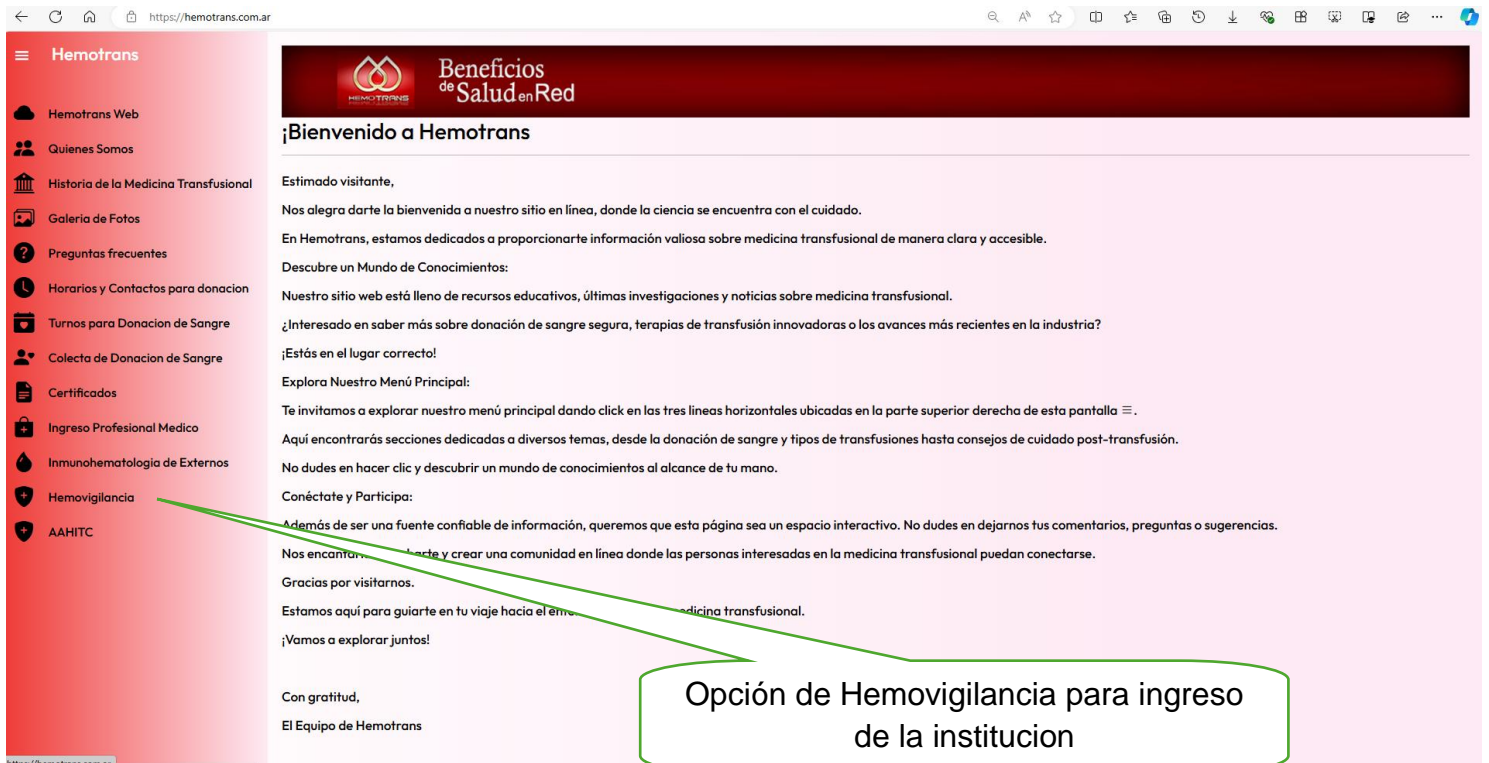 https://hemotrans.com.ar
Hemotrans
Hemotrans Web
Quienes Somos
Historia de la Medicina Transfusional
Galeria de Fotos
Preguntas frecuentes
Horarios y Contactos para donacion
Turnos para Donacion de Sangre
Colecta de Donacion de Sangre
Certificados
Ingreso Profesional Medico
Inmunohematologia de Externos
Hemovigilancia
AAHITC
HEMOTRANS
Beneficios
de Salud en Red
¡Bienvenido a Hemotrans
Estimado visitante,
Nos alegra darte la bienvenida a nuestro sitio en línea, donde la ciencia se encuentra con el cuidado.
En Hemotrans, estamos dedicados a proporcionarte información valiosa sobre medicina transfusional de manera clara y accesible.
Descubre un Mundo de Conocimientos:
Nuestro sitio web está lleno de recursos educativos, últimas investigaciones y noticias sobre medicina transfusional.
¿Interesado en saber más sobre donación de sangre segura, terapias de transfusión innovadoras o los avances más recientes en la industria?
¡Estás en el lugar correcto!
Explora Nuestro Menú Principal:
Te invitamos a explorar nuestro menú principal dando click en las tres lineas horizontales ubicadas en la parte superior derecha de esta pantalla ≡.
Aquí encontrarás secciones dedicadas a diversos temas, desde la donación de sangre y tipos de transfusiones hasta consejos de cuidado post-transfusión.
No dudes en hacer clic y descubrir un mundo de conocimientos al alcance de tu mano.
Conéctate y Participa:
Además de ser una fuente confiable de información, queremos que esta página sea un espacio interactivo. No dudes en dejarnos tus comentarios, preguntas o sugerencias.
Nos y crear una comunidad en línea donde las personas interesadas en la medicina transfusional puedan conectarse.
Gracias por visitarnos.
Estamos aquí para guiarte en tu viaje hacia el transfusional.
¡Vamos a explorar juntos!
Con gratitud,
El Equipo de Hemotrans
Opción de Hemovigilancia para ingreso
de la institucion